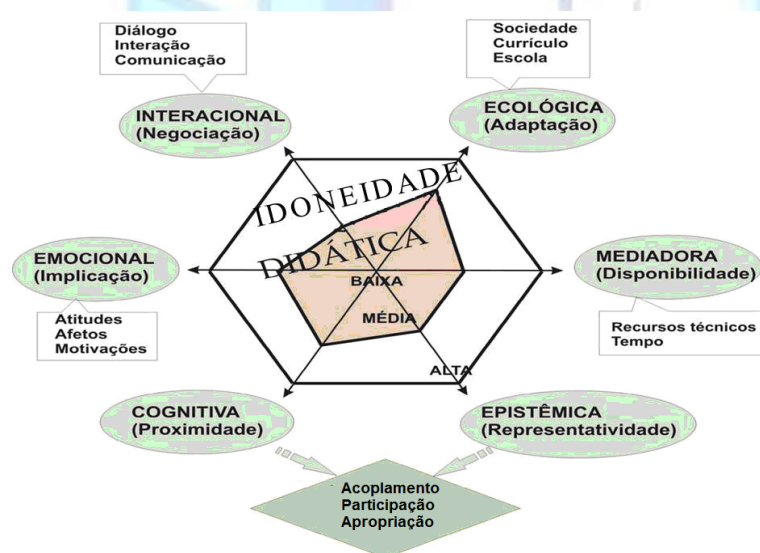 Diálogo
Interação
Comunicação
Sociedade
Currículo
Escola
INTERACIONAL
(Negociação)
ECOLÓGICA
(Adaptação)
IDONEIDADE
DIDÁTICA
EMOCIONAL
(Implicação)
MEDIADORA
(Disponibilidade)
BAIXA
MÉDIA
ALTA
Atitudes
Afetos
Motivações
Recursos técnicos
Tempo
COGNITIVA
(Proximidade)
EPISTÊMICA
(Representatividade)
Acoplamento
Participação
Apropriação